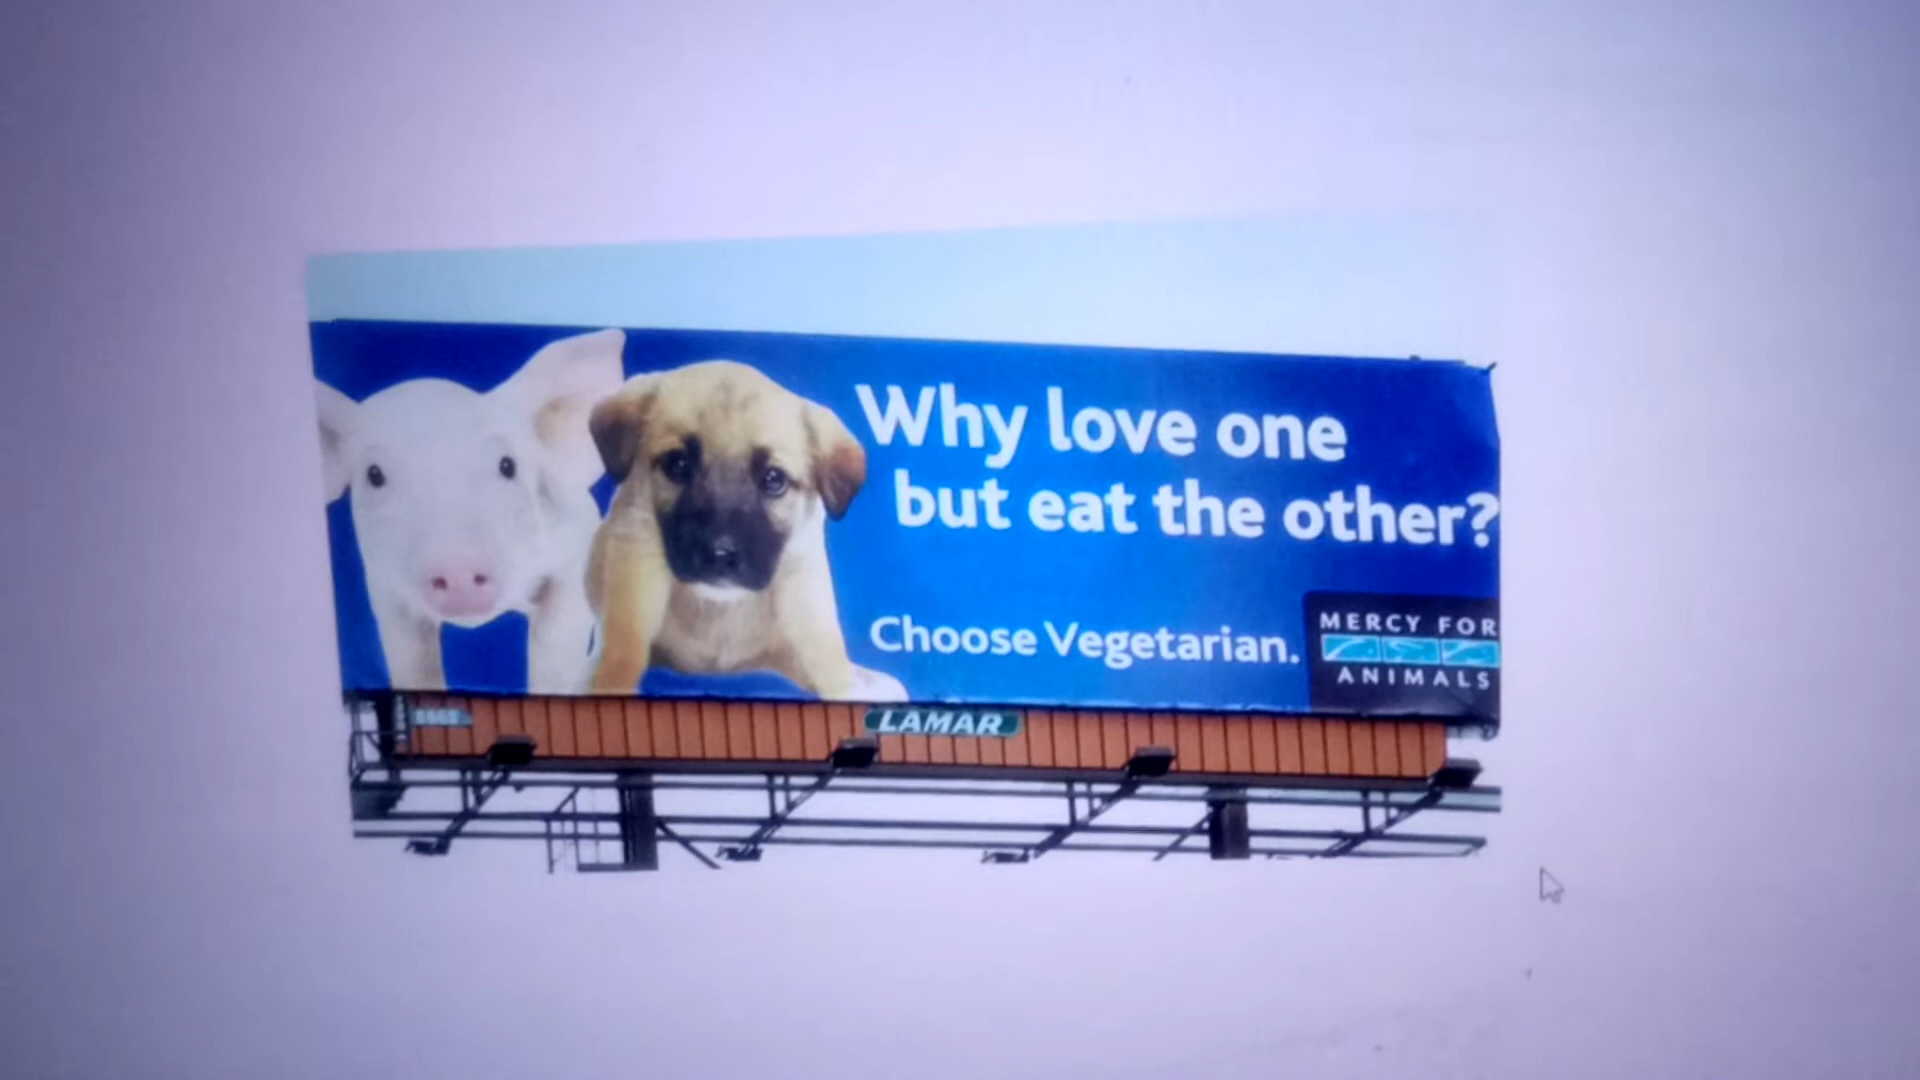 Why love one
but eat the other?
Choose Vegetarian.
MERCY FOR
ANIMALS
LAMAR